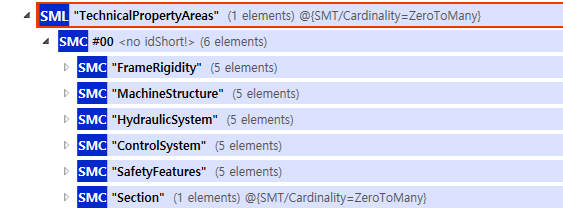 SML "TechnicalPropertyAreas" (1 elements) @{SMT/Cardinality=ZeroToMany}
SMC #00 <no idShort!> (6 elements)
SMC "FrameRigidity" (5 elements)
SMC "MachineStructure" (5 elements)
SMC "HydraulicSystem" (5 elements)
SMC "ControlSystem" (5 elements)
SMC "SafetyFeatures" (5 elements)
SMC "Section" (1 elements) @{SMT/Cardinality=ZeroToMany}